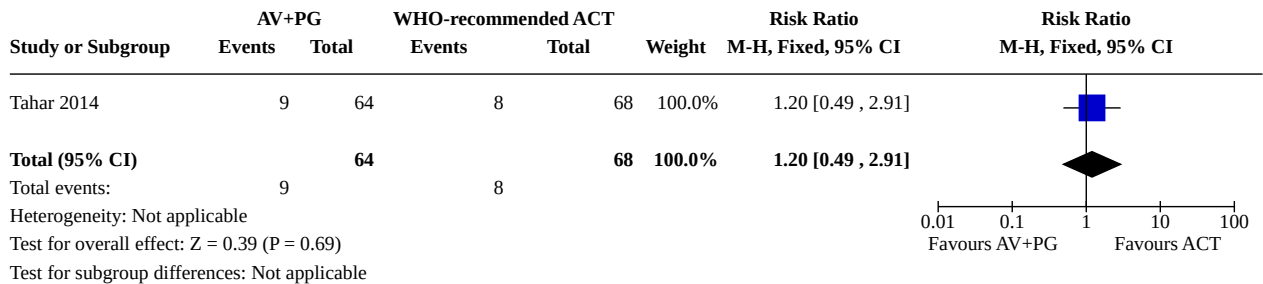 AV+PG WHO-recommended ACT Risk Ratio Risk Ratio
Study or Subgroup Events Total Events Total Weight M-H, Fixed, 95% CI M-H, Fixed, 95% CI
Tahar 2014 9 64 8 68 100.0% 1.20 [0.49 , 2.91]
Total (95% CI) 64 68 100.0% 1.20 [0.49 , 2.91]
Total events: 9 8
Heterogeneity: Not applicable
0.01 0.1 1 10 100
Test for overall effect: Z = 0.39 (P = 0.69) Favours AV+PG Favours ACT
Test for subgroup differences: Not applicable